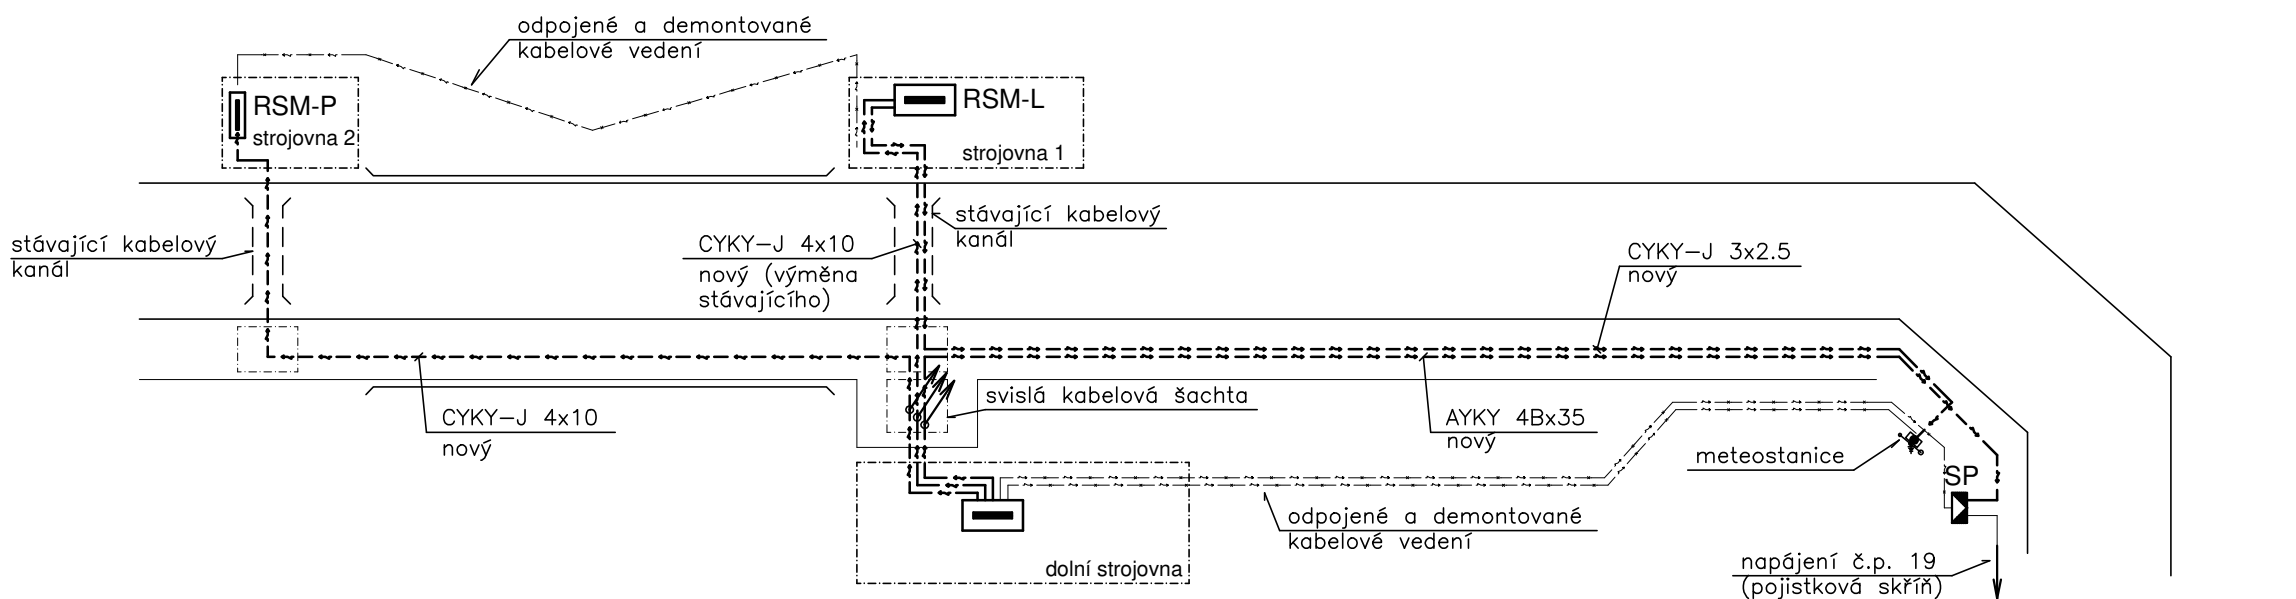 odpojené a demontované
kabelové vedení
RSM-P
strojovna 2
RSM-L
strojovna 1
stávající kabelový
kanál
stávající kabelový
kanál
CYKY-J 4x10
nový (výměna
stávajícího)
CYKY-J 3x2.5
nový
svislá kabelová šachta
CYKY-J 4x10
nový
AYKY 4Bx35
nový
meteostanice
SP
odpojené a demontované
kabelové vedení
dolní strojovna
napájení č.p. 19
(pojistková skříň)